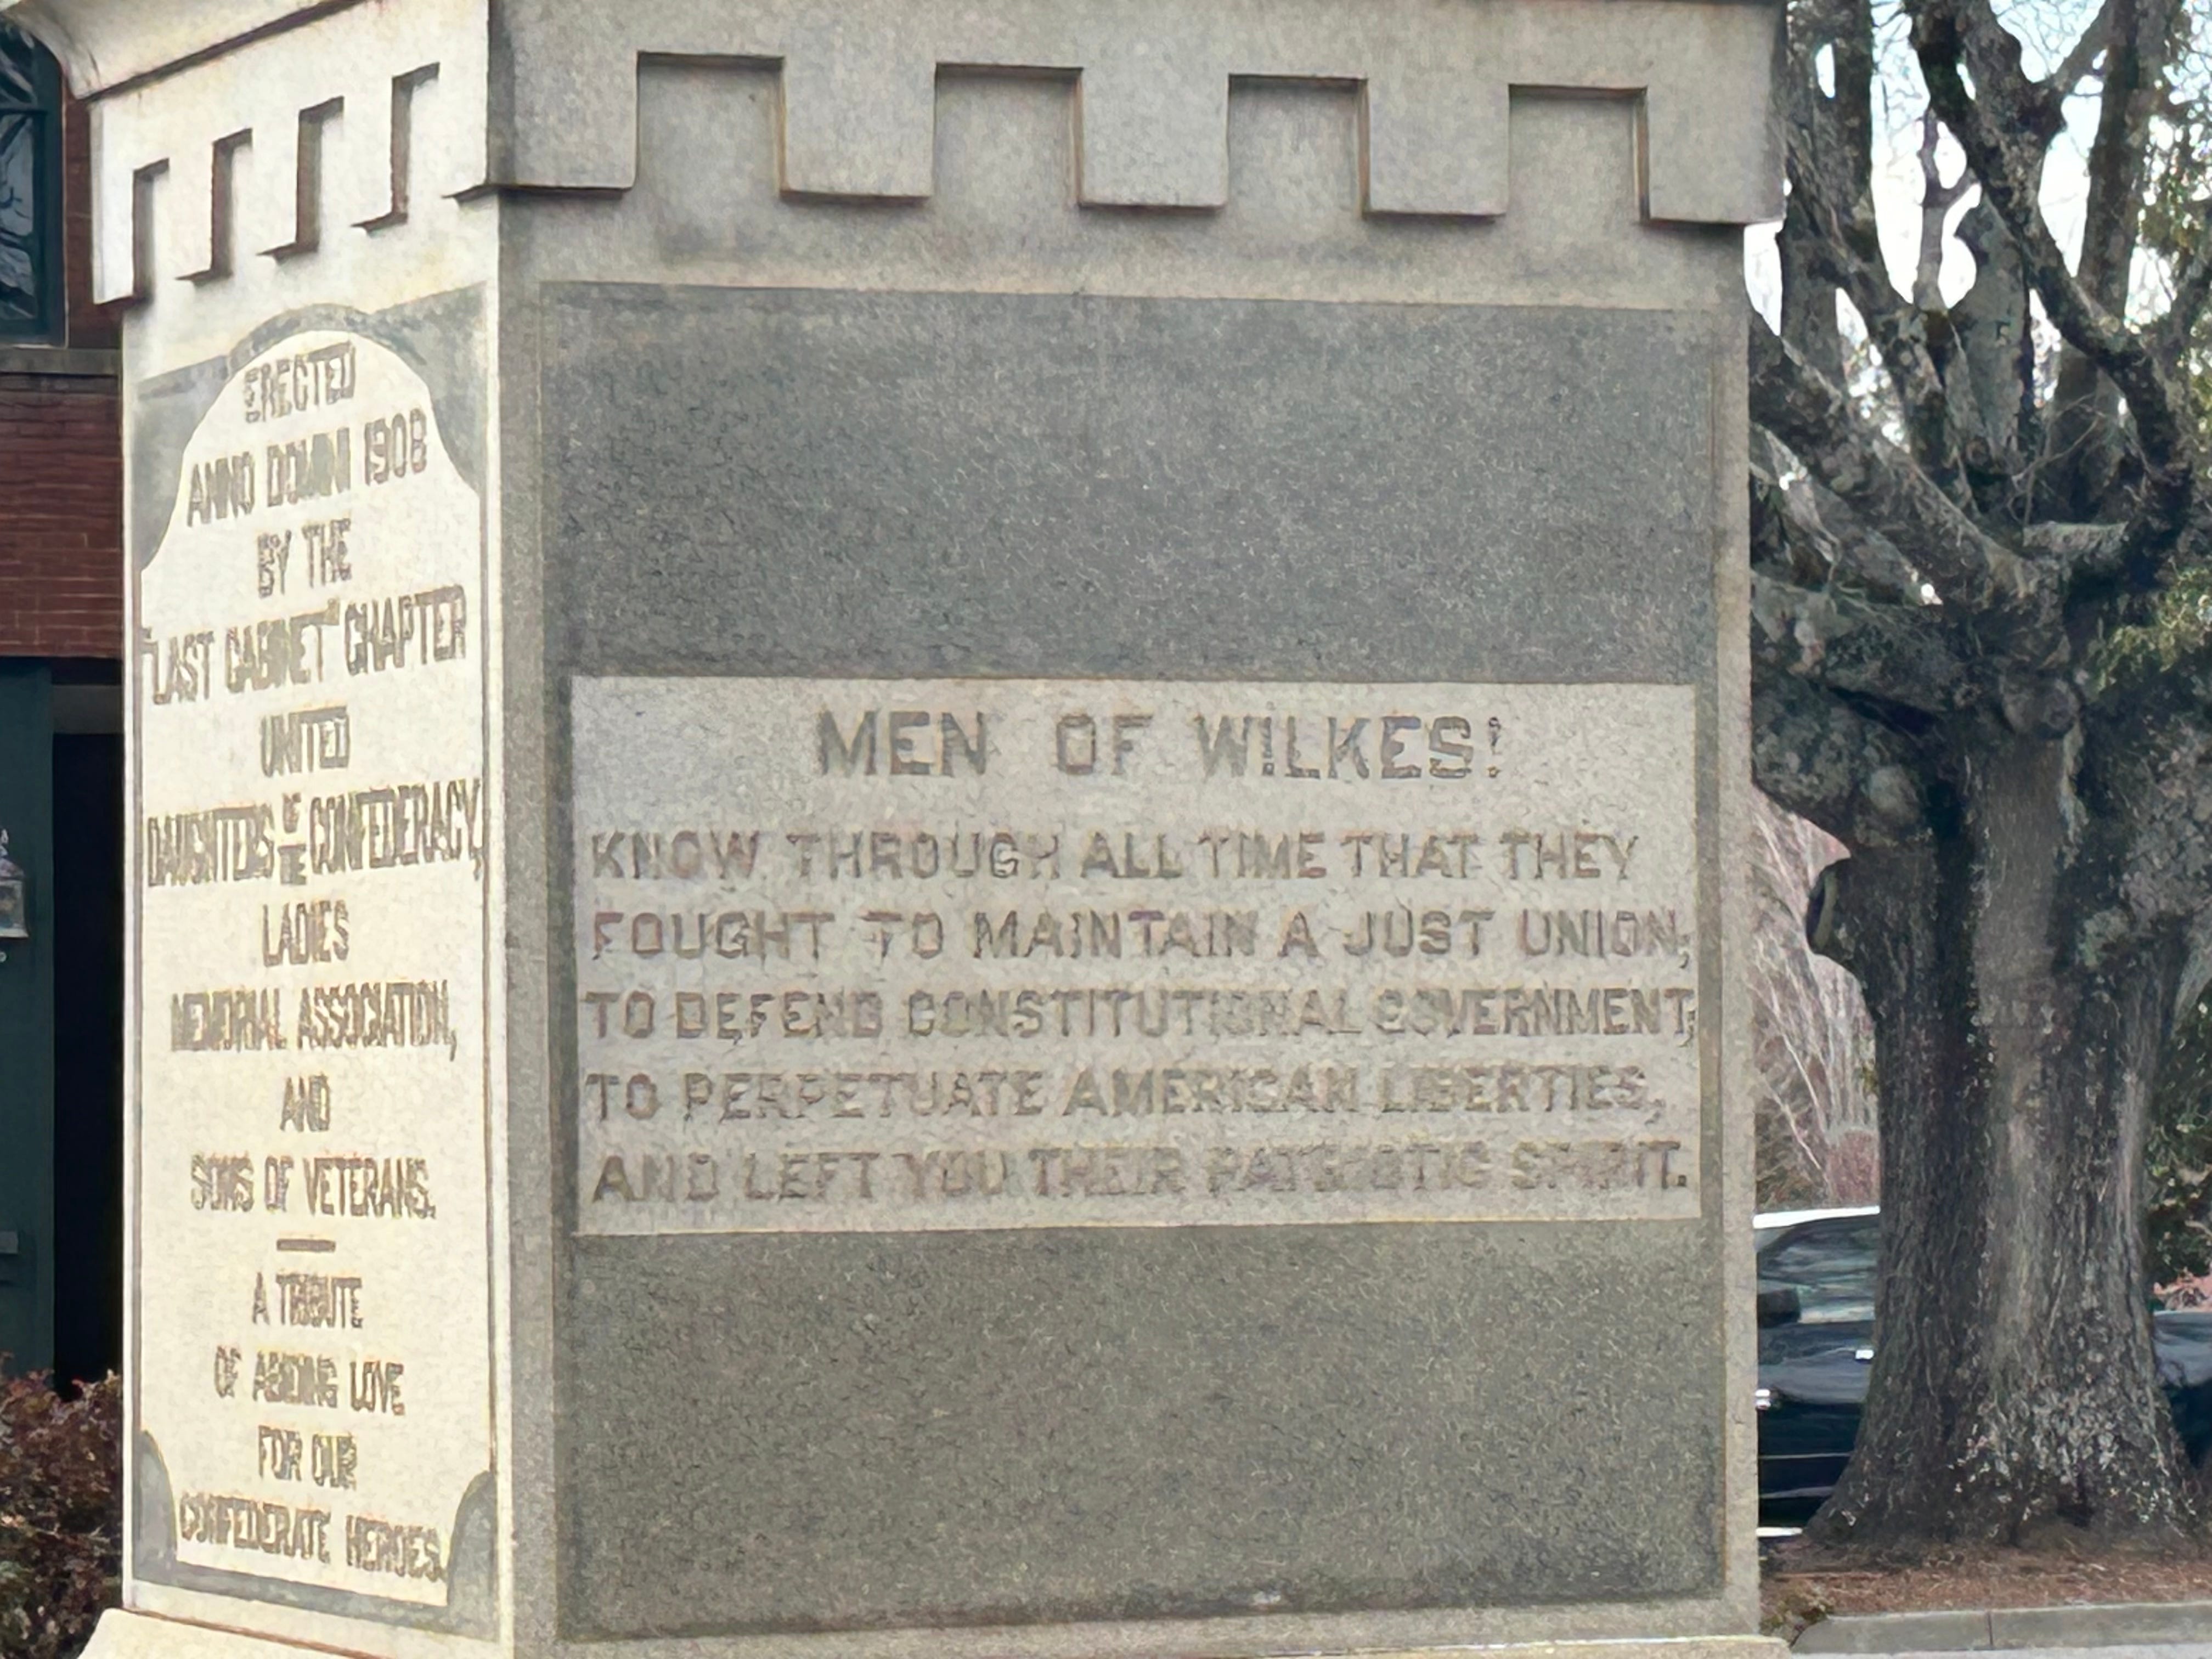 ERECTED
ANNO DOMINI 1908
BY THE
"LAST CABINET" CHAPTER
UNITED
DAUGHTERS OF THE CONFEDERACY,
LADIES
MEMORIAL ASSOCIATION,
AND
SONS OF VETERANS.
A TRIBUTE
OF ABIDING LOVE
FOR OUR
CONFEDERATE HEROES.
MEN OF WILKES!
KNOW THROUGH ALL TIME THAT THEY
FOUGHT TO MAINTAIN A JUST UNION,
TO DEFEND CONSTITUTIONAL GOVERNMENT,
TO PERPETUATE AMERICAN LIBERTIES,
AND LEFT YOU THEIR PATRIOTIC SPIRIT.